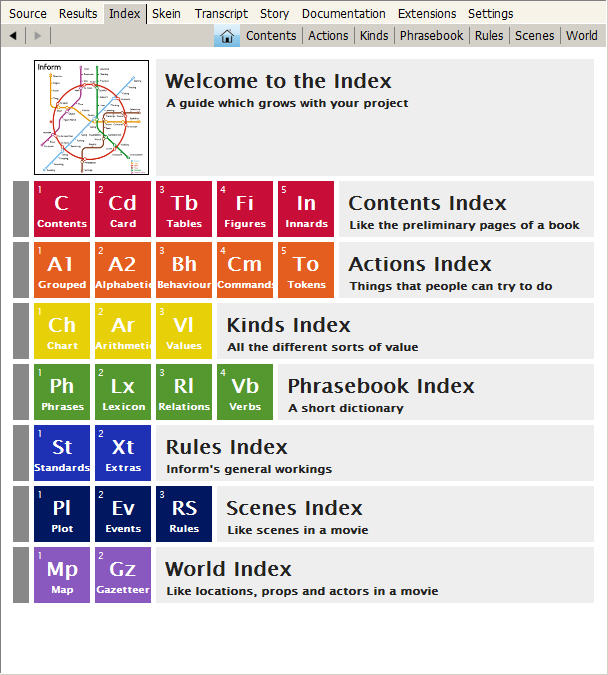 Source Results Index Skein Transcript Story Documentation Extensions Settings
Contents Actions Kinds Phrasebook Rules Scenes World
Inform
Welcome to the Index
A guide which grows with your project
1 2 3 4 5
C Cd Tb Fi In
Contents Card Tables Figures Innards
Contents Index
Like the preliminary pages of a book
1 2 3 4 5
A1 A2 Bh Cm To
Grouped Alphabetic Behaviour Commands Tokens
Actions Index
Things that people can try to do
1 2 3
Ch Ar Vl
Chart Arithmetic Values
Kinds Index
All the different sorts of value
1 2 3 4
Ph Lx Rl Vb
Phrases Lexicon Relations Verbs
Phrasebook Index
A short dictionary
1 2
St Xt
Standards Extras
Rules Index
Inform's general workings
1 2 3
Pl Ev RS
Plot Events Rules
Scenes Index
Like scenes in a movie
1 2
Mp Gz
Map Gazetteer
World Index
Like locations, props and actors in a movie